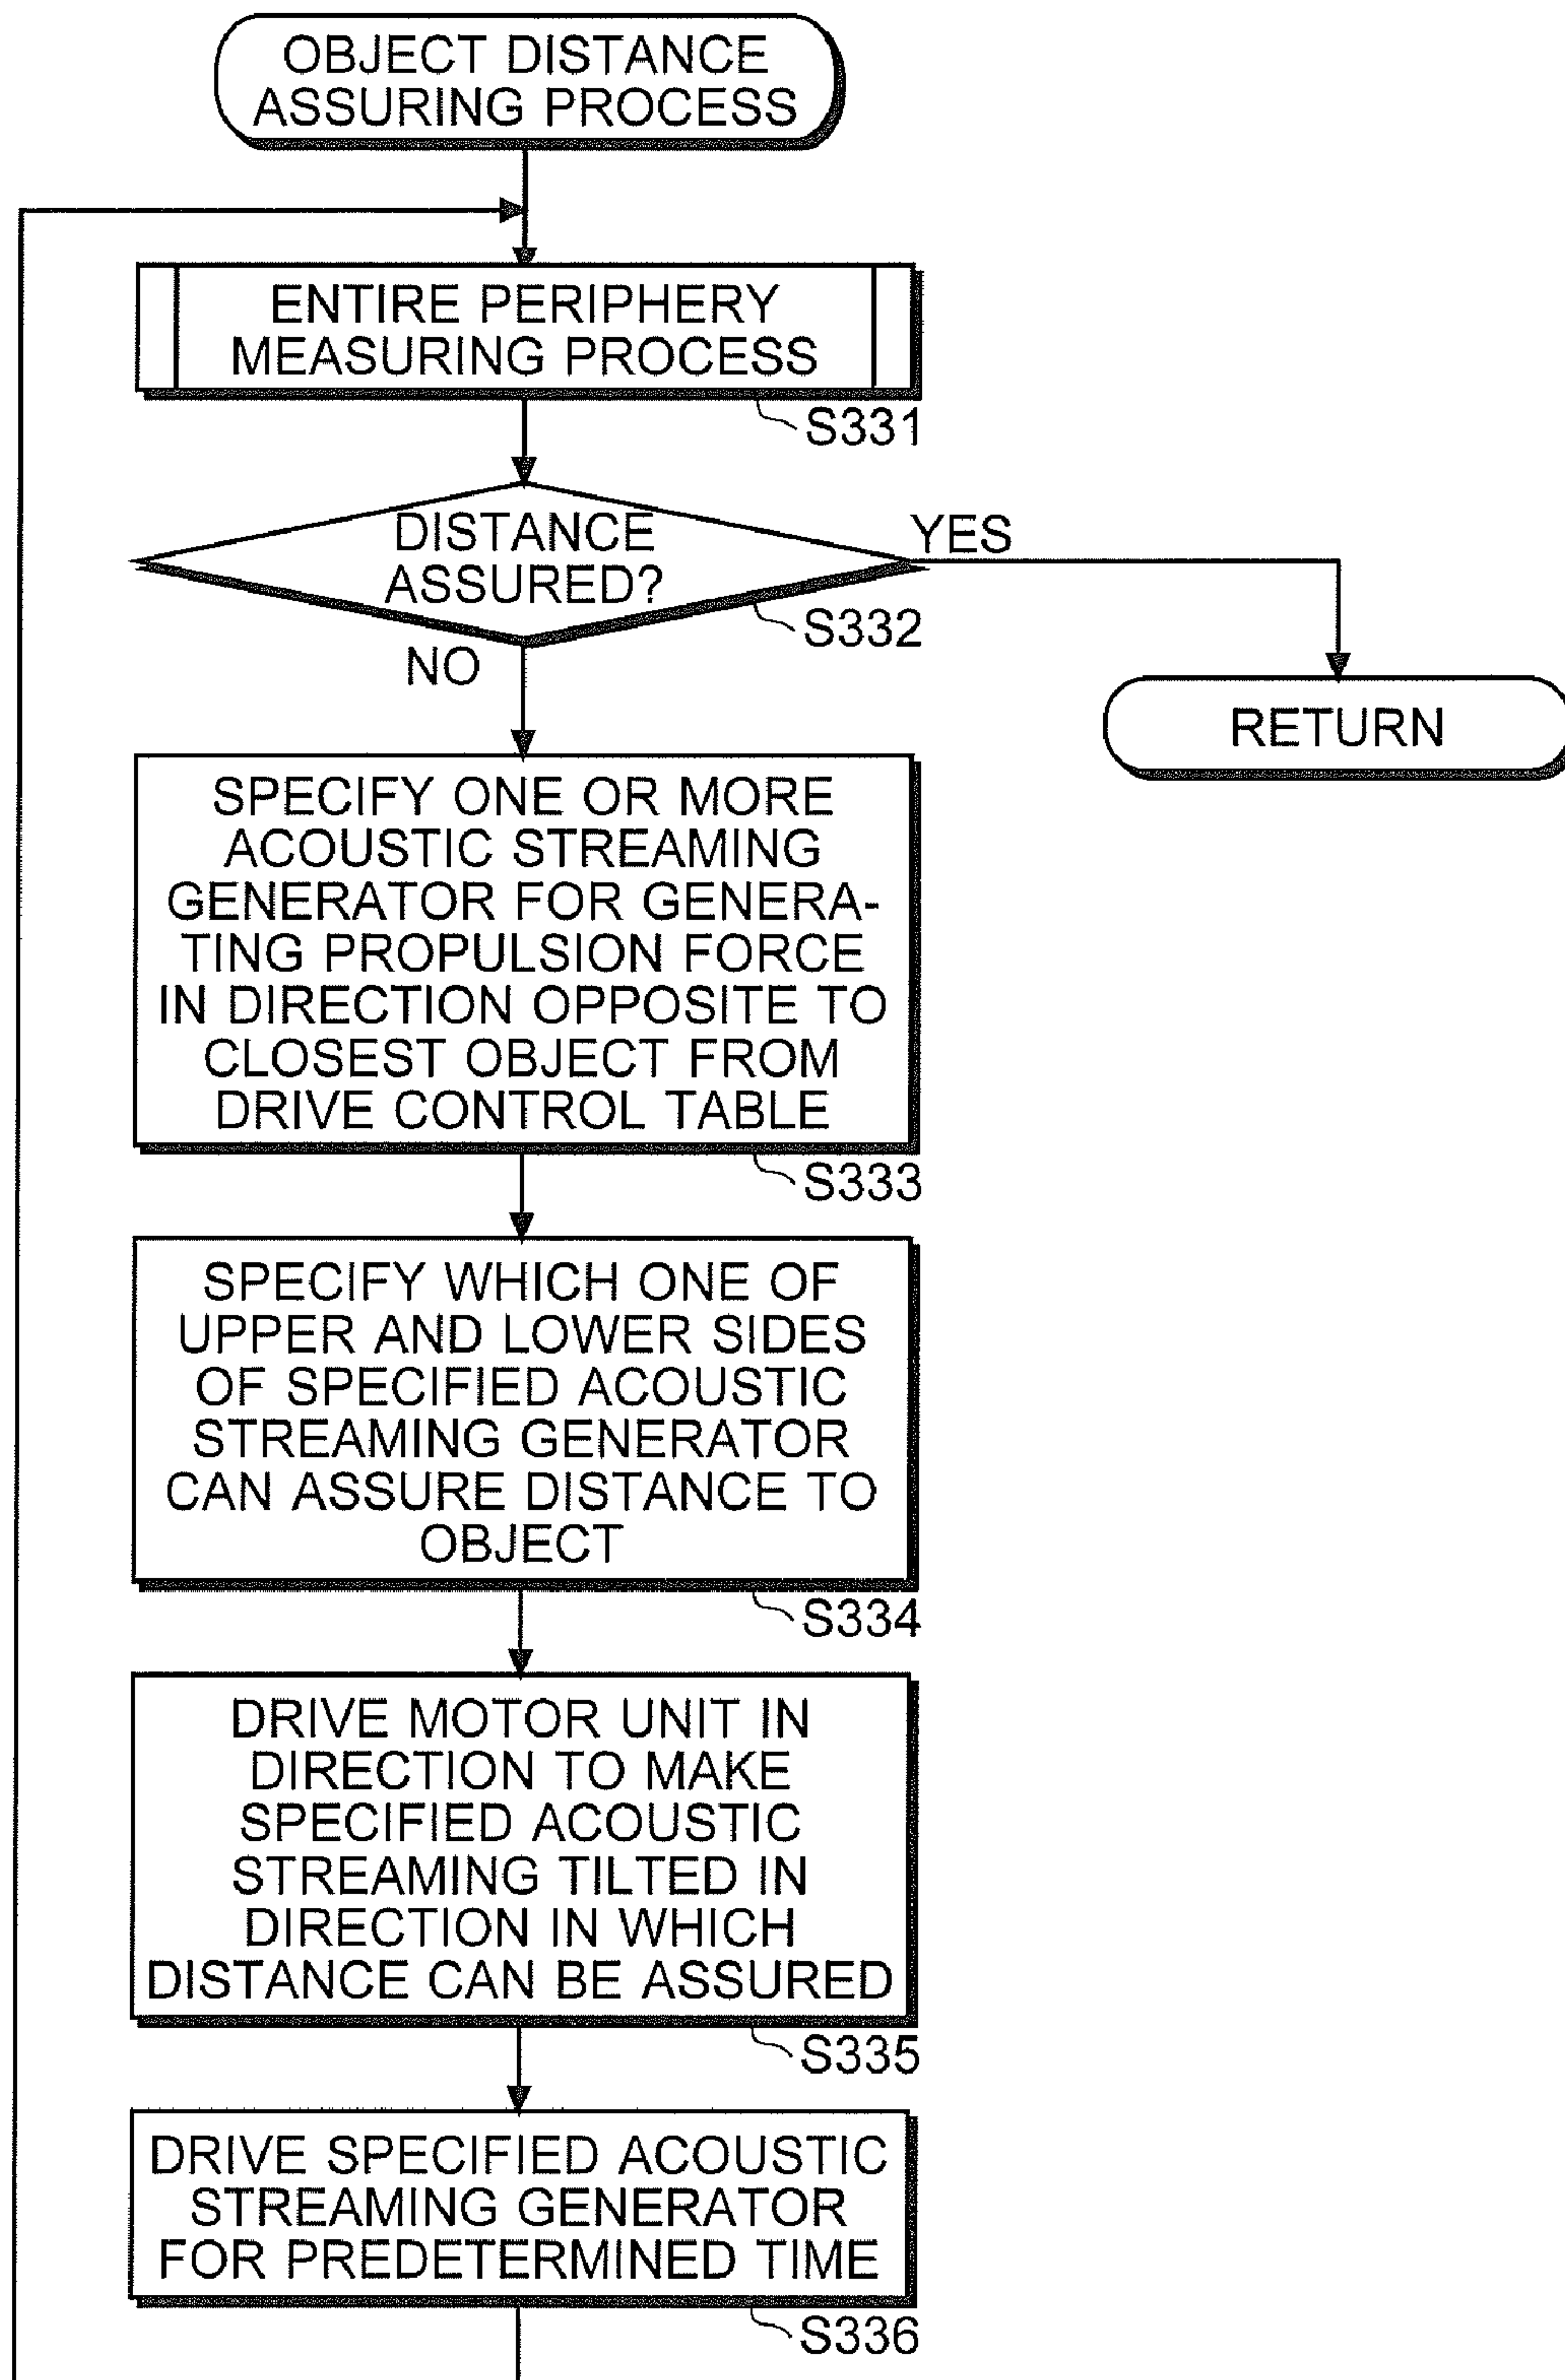 OBJECT DISTANCE
ASSURING PROCESS
ENTIRE PERIPHERY
MEASURING PROCESS
S331
DISTANCE
ASSURED?
YES
S332
NO
RETURN
SPECIFY ONE OR MORE
ACOUSTIC STREAMING
GENERATOR FOR GENERA-
TING PROPULSION FORCE
IN DIRECTION OPPOSITE TO
CLOSEST OBJECT FROM
DRIVE CONTROL TABLE
S333
SPECIFY WHICH ONE OF
UPPER AND LOWER SIDES
OF SPECIFIED ACOUSTIC
STREAMING GENERATOR
CAN ASSURE DISTANCE TO
OBJECT
S334
DRIVE MOTOR UNIT IN
DIRECTION TO MAKE
SPECIFIED ACOUSTIC
STREAMING TILTED IN
DIRECTION IN WHICH
DISTANCE CAN BE ASSURED
S335
DRIVE SPECIFIED ACOUSTIC
STREAMING GENERATOR
FOR PREDETERMINED TIME
S336